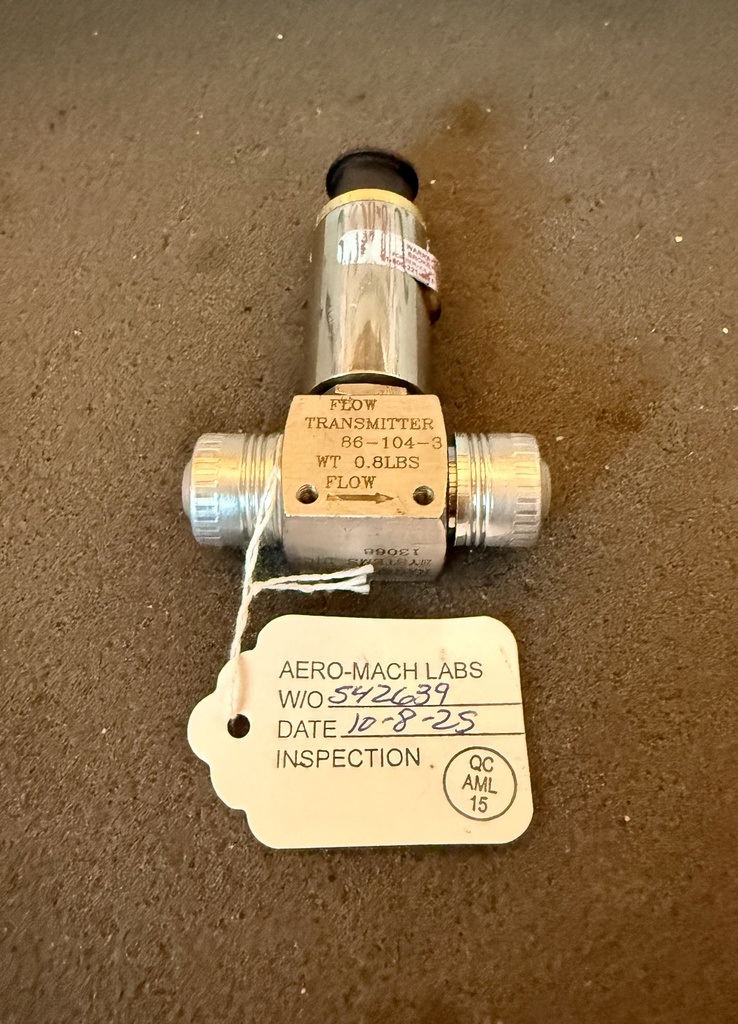 FLOW
TRANSMITTER
86-104-3
WT 0.8LBS
FLOW
SYSTEMS
13068
AERO-MACH LABS
W/O 542639
DATE 10-8-25
INSPECTION
QC
AML
15